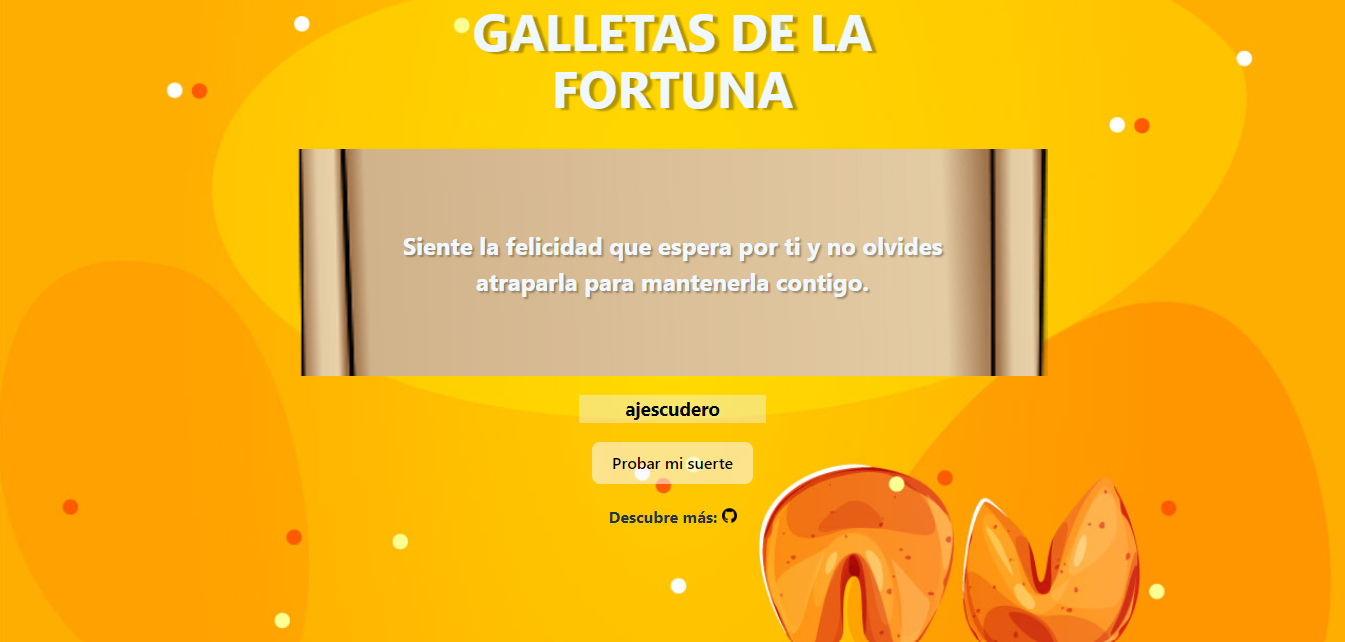 GALLETAS DE LA
FORTUNA
Siente la felicidad que espera por ti y no olvides
atraparla para mantenerla contigo.
ajescudero
Probar mi suerte
Descubre más: